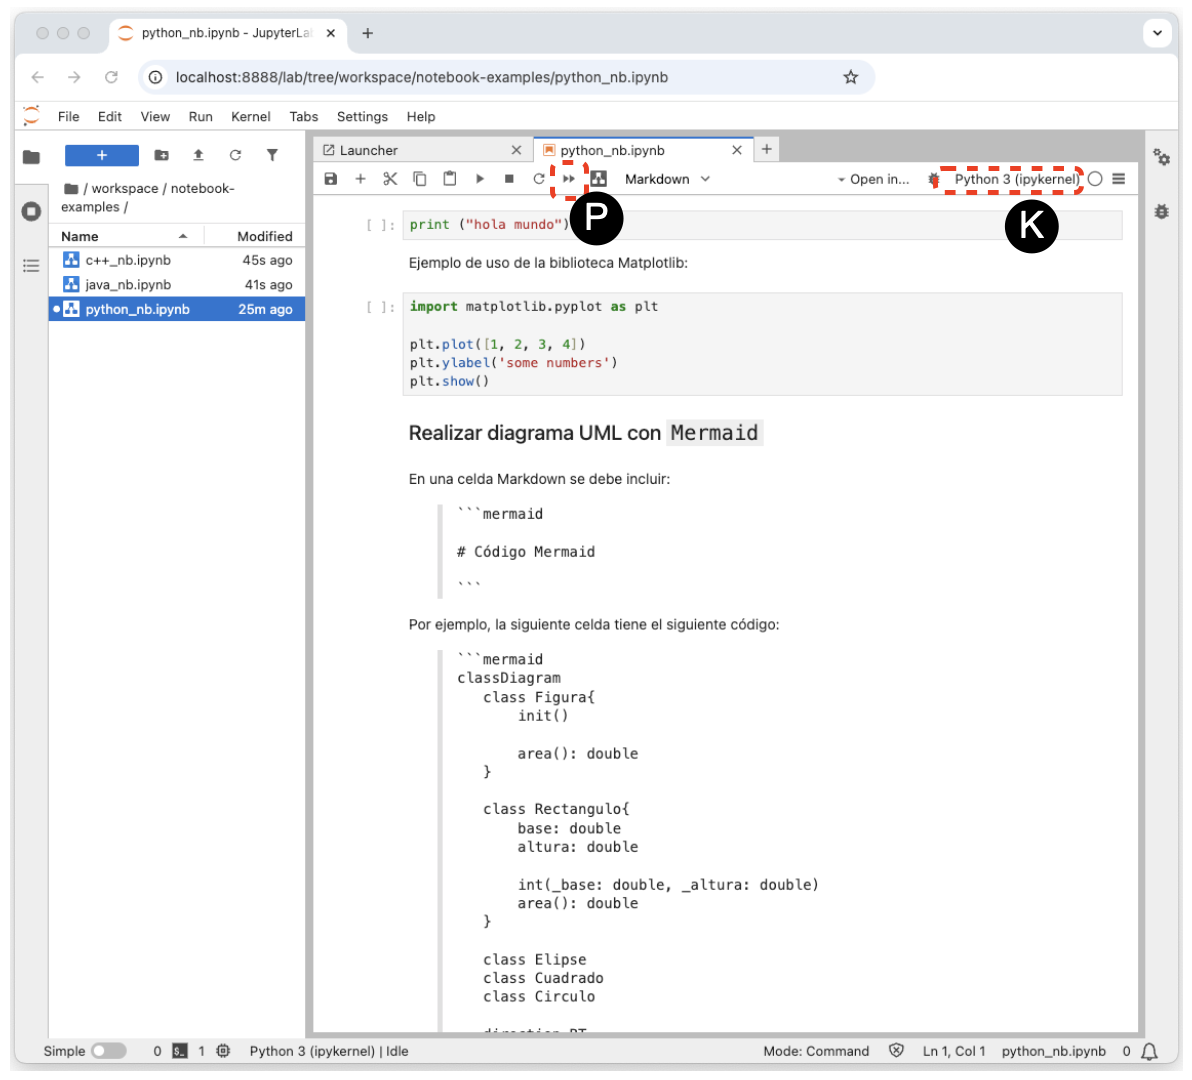 python_nb.ipynb - JupyterLa
localhost:8888/lab/tree/workspace/notebook-examples/python_nb.ipynb
File Edit View Run Kernel Tabs Settings Help
Launcher
python_nb.ipynb
Markdown
Open in...
Python 3 (ipykernel)
P
K
/ workspace / notebook-
examples /
Name Modified
c++_nb.ipynb 45s ago
java_nb.ipynb 41s ago
python_nb.ipynb 25m ago
[ ]: print ("hola mundo")
Ejemplo de uso de la biblioteca Matplotlib:
[ ]: import matplotlib.pyplot as plt
plt.plot([1, 2, 3, 4])
plt.ylabel('some numbers')
plt.show()
Realizar diagrama UML con Mermaid
En una celda Markdown se debe incluir:
```mermaid
# Código Mermaid
```
Por ejemplo, la siguiente celda tiene el siguiente código:
```mermaid
classDiagram
class Figura{
init()
area(): double
}
class Rectangulo{
base: double
altura: double
int(_base: double, _altura: double)
area(): double
}
class Elipse
class Cuadrado
class Circulo
direction BT
Simple 0 $_ 1 Python 3 (ipykernel) | Idle Mode: Command Ln 1, Col 1 python_nb.ipynb 0